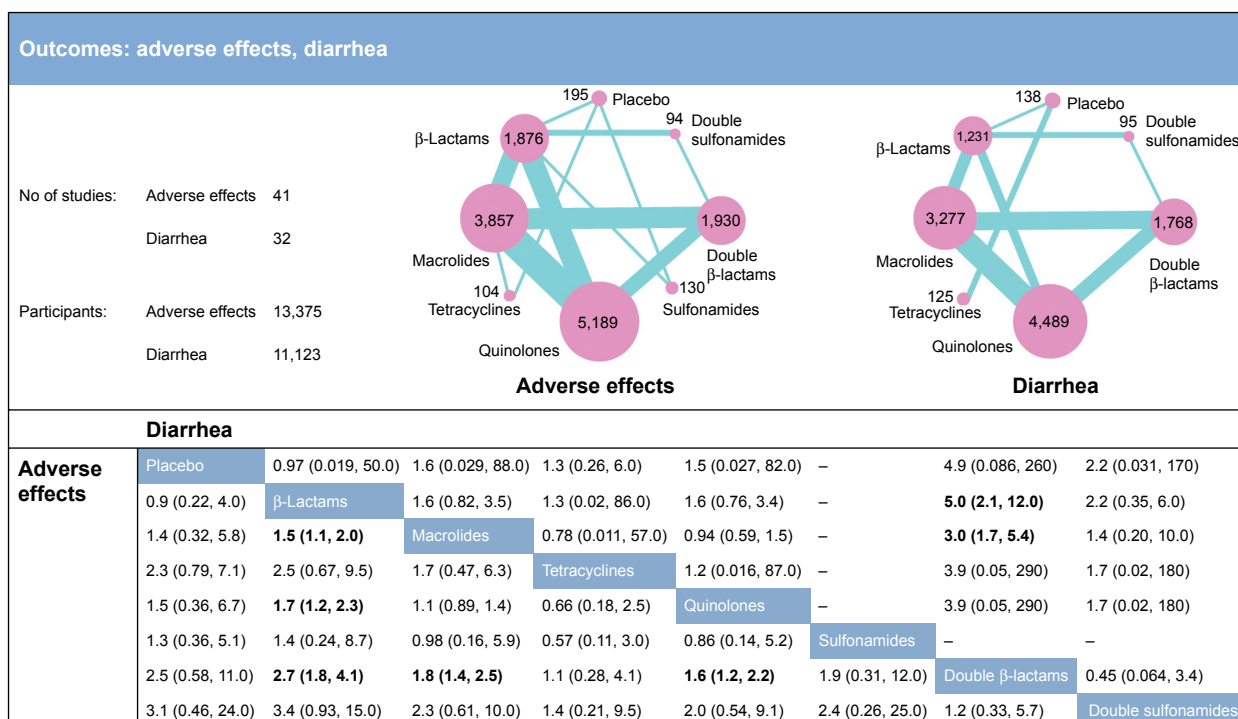 Outcomes: adverse effects, diarrhea
No of studies: Adverse effects 41
Diarrhea 32
Participants: Adverse effects 13,375
Diarrhea 11,123
195 Placebo
94 Double
sulfonamides
β-Lactams 1,876
3,857
Macrolides
1,930
Double
β-lactams
104
Tetracyclines
130
Sulfonamides
5,189
Quinolones
Adverse effects
138 Placebo
95 Double
sulfonamides
β-Lactams 1,231
3,277
Macrolides
1,768
Double
β-lactams
125
Tetracyclines
4,489
Quinolones
Diarrhea
Diarrhea
Adverse
effects
Placebo 0.97 (0.019, 50.0) 1.6 (0.029, 88.0) 1.3 (0.26, 6.0) 1.5 (0.027, 82.0) – 4.9 (0.086, 260) 2.2 (0.031, 170)
0.9 (0.22, 4.0) β-Lactams 1.6 (0.82, 3.5) 1.3 (0.02, 86.0) 1.6 (0.76, 3.4) – 5.0 (2.1, 12.0) 2.2 (0.35, 6.0)
1.4 (0.32, 5.8) 1.5 (1.1, 2.0) Macrolides 0.78 (0.011, 57.0) 0.94 (0.59, 1.5) – 3.0 (1.7, 5.4) 1.4 (0.20, 10.0)
2.3 (0.79, 7.1) 2.5 (0.67, 9.5) 1.7 (0.47, 6.3) Tetracyclines 1.2 (0.016, 87.0) – 3.9 (0.05, 290) 1.7 (0.02, 180)
1.5 (0.36, 6.7) 1.7 (1.2, 2.3) 1.1 (0.89, 1.4) 0.66 (0.18, 2.5) Quinolones - 3.9 (0.05, 290) 1.7 (0.02, 180)
1.3 (0.36, 5.1) 1.4 (0.24, 8.7) 0.98 (0.16, 5.9) 0.57 (0.11, 3.0) 0.86 (0.14, 5.2) Sulfonamides – –
2.5 (0.58, 11.0) 2.7 (1.8, 4.1) 1.8 (1.4, 2.5) 1.1 (0.28, 4.1) 1.6 (1.2, 2.2) 1.9 (0.31, 12.0) Double β-lactams 0.45 (0.064, 3.4)
3.1 (0.46, 24.0) 3.4 (0.93, 15.0) 2.3 (0.61, 10.0) 1.4 (0.21, 9.5) 2.0 (0.54, 9.1) 2.4 (0.26, 25.0) 1.2 (0.33, 5.7) Double sulfonamides